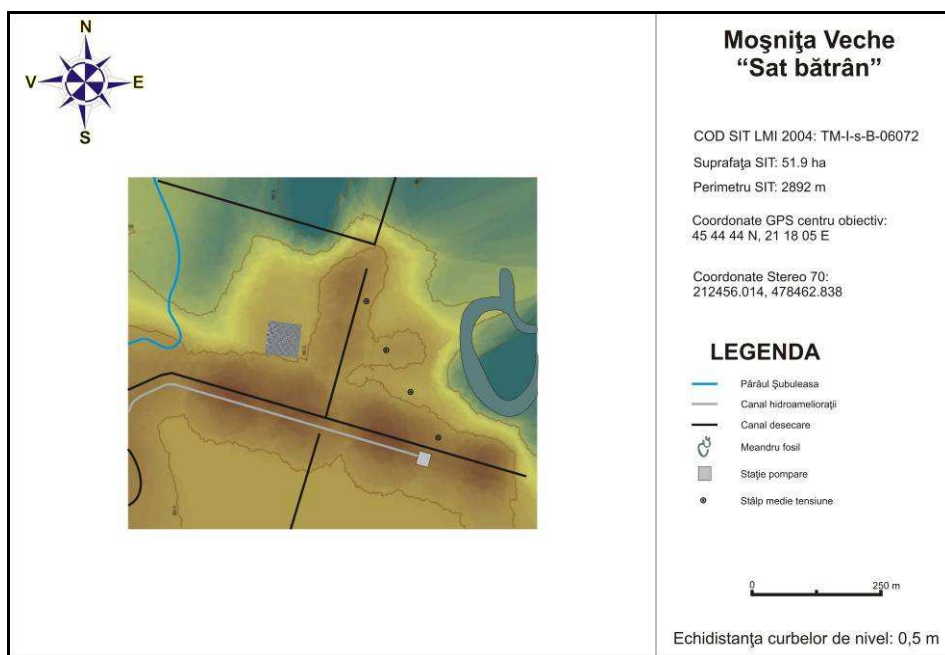 N
V
E
S
Moşniţa Veche
“Sat bătrân”
COD SIT LMI 2004: TM-I-s-B-06072
Suprafaţa SIT: 51.9 ha
Perimetru SIT: 2892 m
Coordonate GPS centru obiectiv:
45 44 44 N, 21 18 05 E
Coordonate Stereo 70:
212456.014, 478462.838
LEGENDA
Pârâul Şubuleasa
Canal hidroamelioraţii
Canal desecare
Meandru fosil
Staţie pompare
Stâlp medie tensiune
0
250 m
Echidistanţa curbelor de nivel: 0,5 m